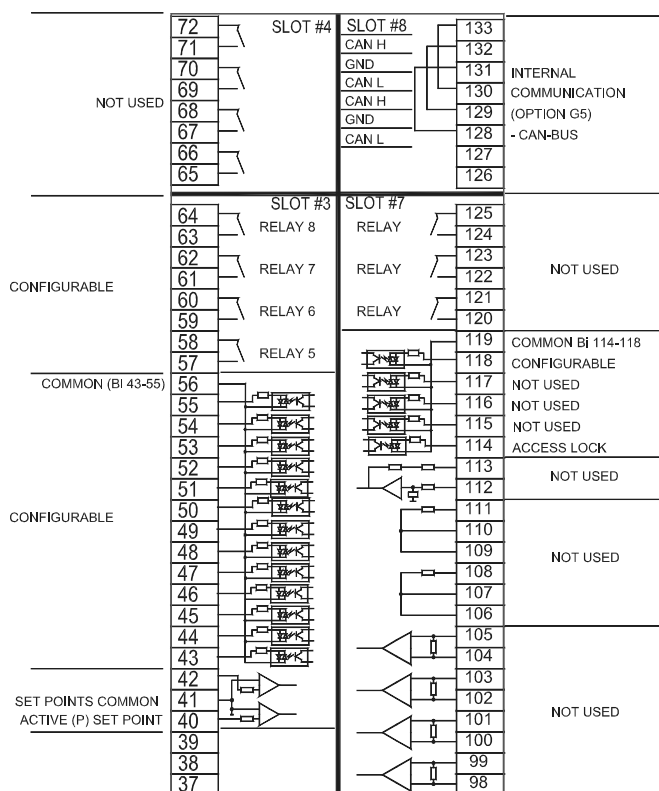 72 SLOT #4 SLOT #8 133
71 CAN H 132
70 GND 131 INTERNAL
69 CAN L 130 COMMUNICATION
NOT USED 68 CAN H 129 (OPTION G5)
67 GND 128 - CAN-BUS
66 CAN L 127
65 126
SLOT #3 SLOT #7
64 RELAY 8 RELAY 125
63 124
62 RELAY 7 RELAY 123
61 122 NOT USED
CONFIGURABLE
60 RELAY 6 RELAY 121
59 120
58 RELAY 5 119 COMMON Bi 114-118
57 118 CONFIGURABLE
COMMON (BI 43-55) 56 117 NOT USED
55 116 NOT USED
54 115 NOT USED
53 114 ACCESS LOCK
52 113 NOT USED
51 112
CONFIGURABLE 50 111
49 110
48 109 NOT USED
47 108
46 107
45 106
44 105
43 104
42 103
SET POINTS COMMON 41 102 NOT USED
ACTIVE (P) SET POINT 40 101
39 100
38 99
37 98